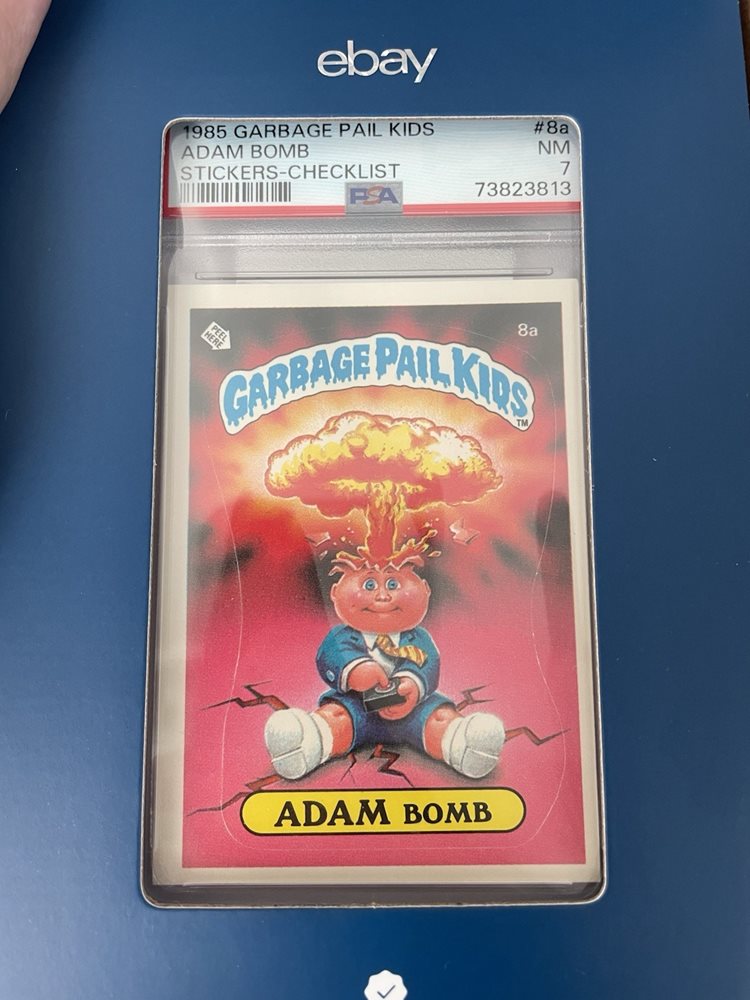 ebay
1985 GARBAGE PAIL KIDS #8a
ADAM BOMB NM
STICKERS-CHECKLIST 7
PSA 73823813
PEEL HERE
8a
GARBAGE PAIL KIDS TM
ADAM BOMB